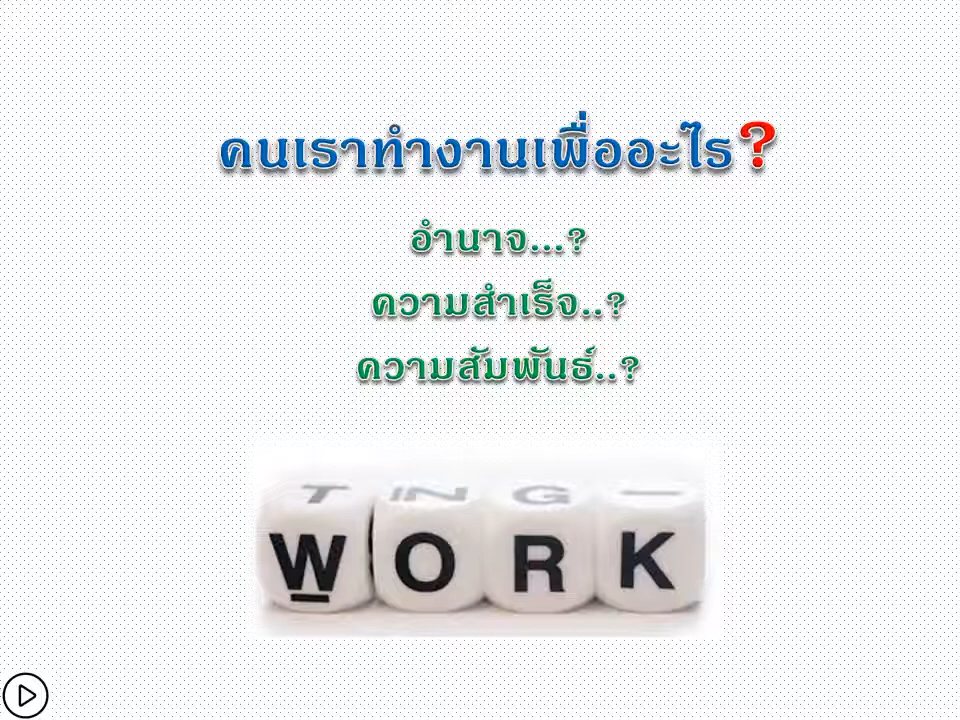 คนเราทำงานเพื่ออะไร?
อำนาจ...?
ความสำเร็จ..?
ความสัมพันธ์..?
T IN G –
WORK